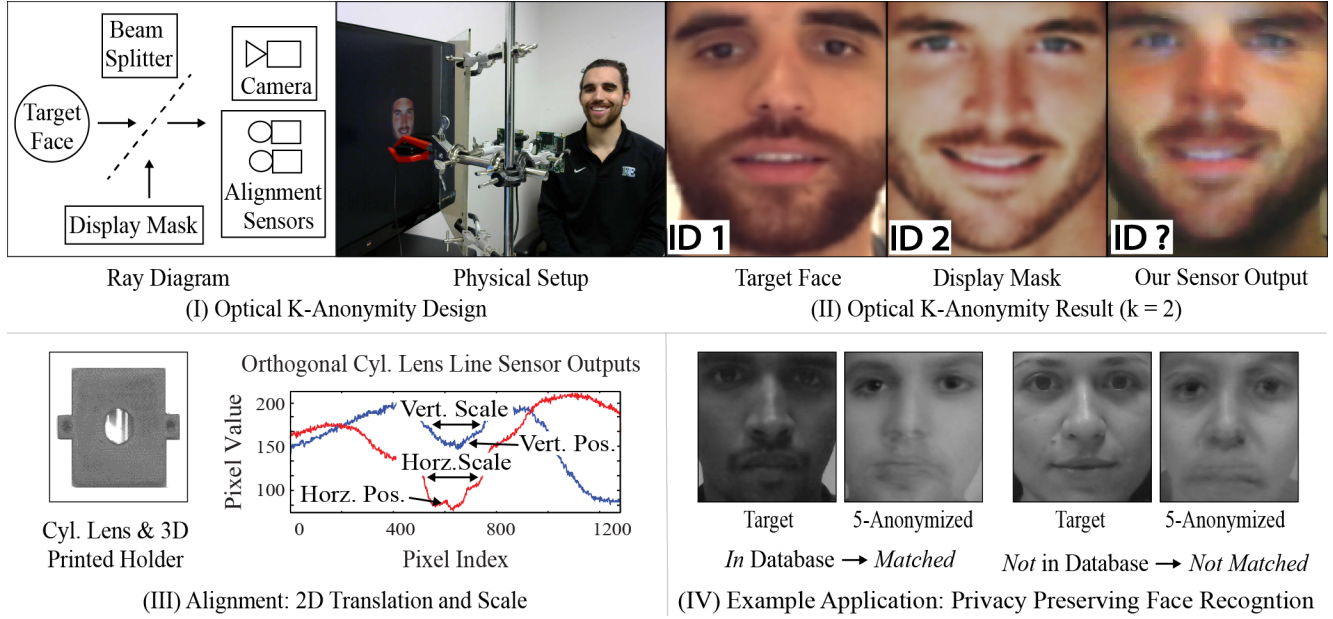 Beam
Splitter
Camera
Target
Face
Alignment
Sensors
Display Mask
ID 1
ID 2
ID ?
Ray Diagram
Physical Setup
Target Face
Display Mask
Our Sensor Output
(I) Optical K-Anonymity Design
(II) Optical K-Anonymity Result (k = 2)
Orthogonal Cyl. Lens Line Sensor Outputs
Pixel Value
200
150
100
Vert. Scale
Vert. Pos.
Horz.Scale
Horz. Pos.
0
400
800
1200
Pixel Index
Cyl. Lens & 3D
Printed Holder
(III) Alignment: 2D Translation and Scale
Target
5-Anonymized
Target
5-Anonymized
In Database → Matched
Not in Database → Not Matched
(IV) Example Application: Privacy Preserving Face Recogntion